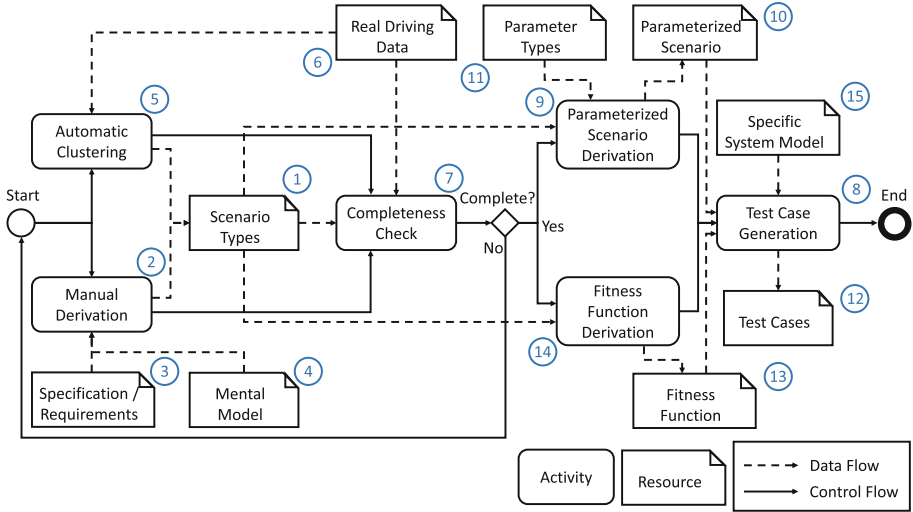 Real Driving
Data
6
Parameter
Types
11
Parameterized
Scenario
10
5
Automatic
Clustering
9
Parameterized
Scenario
Derivation
15
Specific
System Model
Start
1
Scenario
Types
7
Completeness
Check
Complete?
Yes
No
8
Test Case
Generation
End
2
Manual
Derivation
Fitness
Function
Derivation
14
12
Test Cases
3
Specification /
Requirements
4
Mental
Model
13
Fitness
Function
Activity
Resource
Data Flow
Control Flow